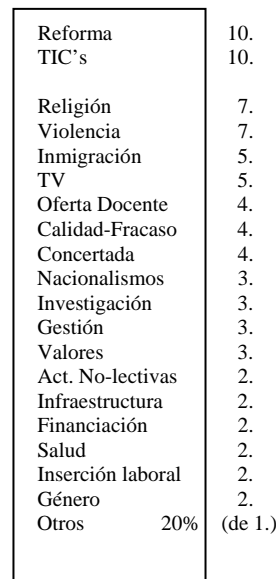 Reforma 10.
TIC’s 10.
Religión 7.
Violencia 7.
Inmigración 5.
TV 5.
Oferta Docente 4.
Calidad-Fracaso 4.
Concertada 4.
Nacionalismos 3.
Investigación 3.
Gestión 3.
Valores 3.
Act. No-lectivas 2.
Infraestructura 2.
Financiación 2.
Salud 2.
Inserción laboral 2.
Género 2.
Otros 20% (de 1.)